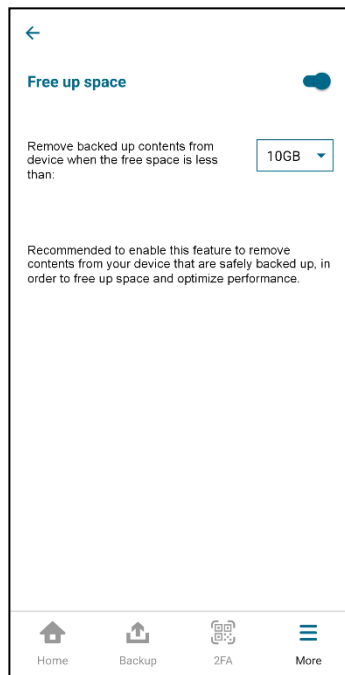 Free up space
Remove backed up contents from
device when the free space is less
than:
10GB
Recommended to enable this feature to remove
contents from your device that are safely backed up, in
order to free up space and optimize performance.
Home
Backup
2FA
More